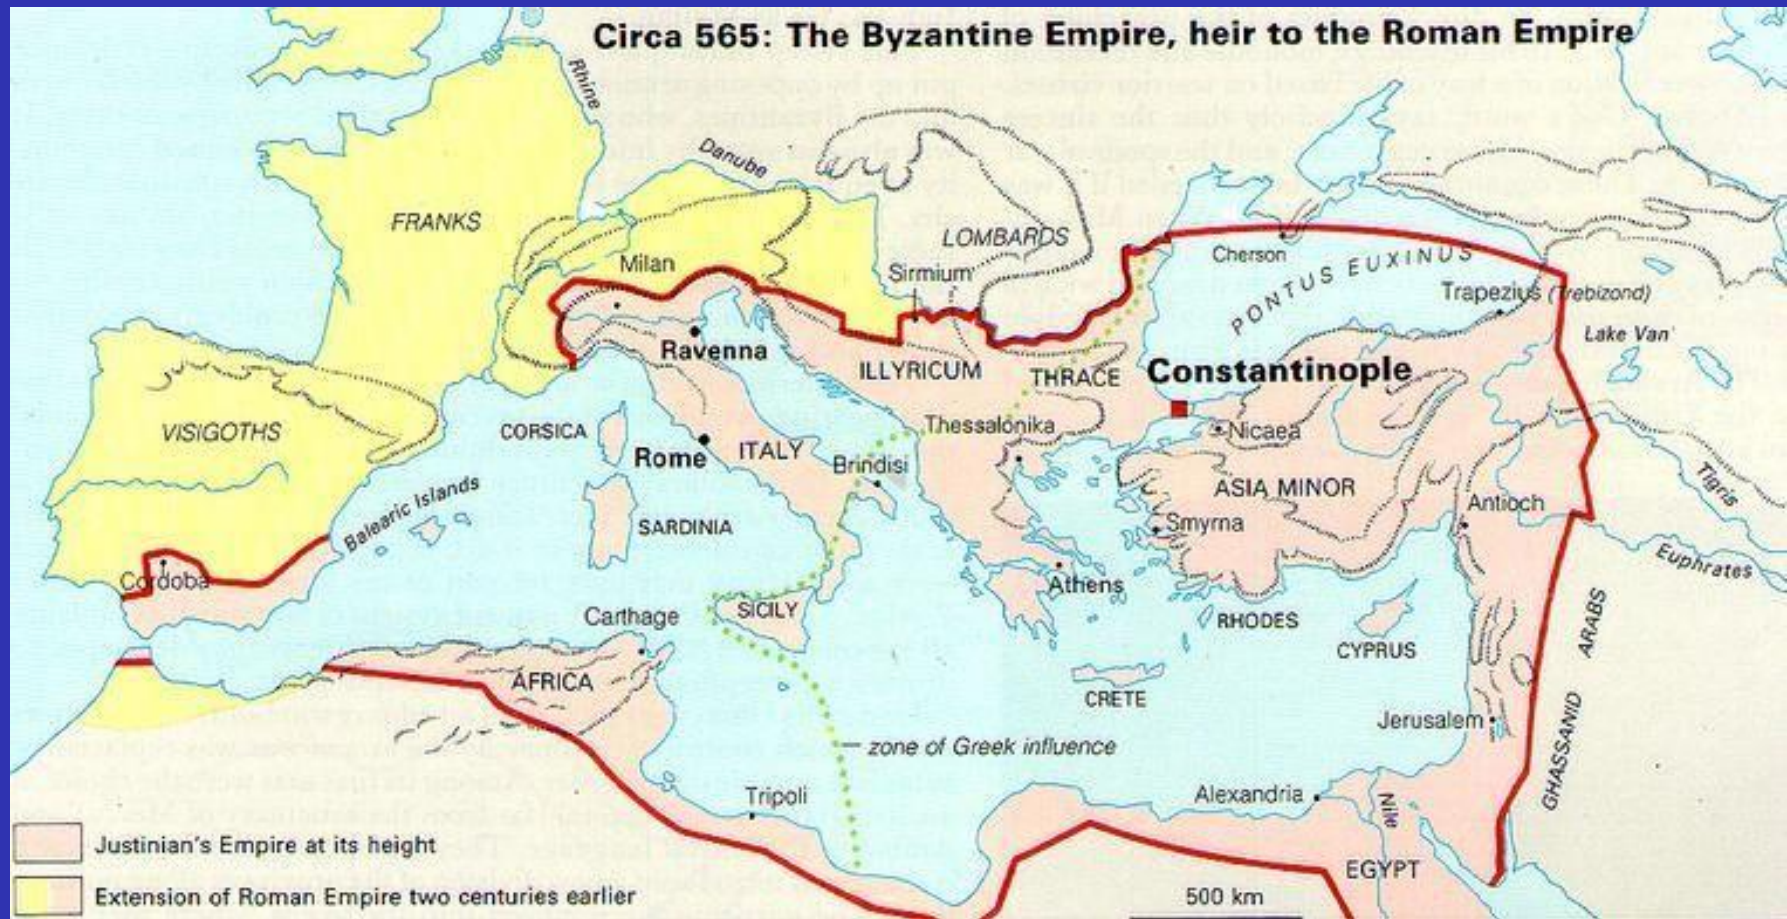 Circa 565: The Byzantine Empire, heir to the Roman Empire
Rhine
Danube
FRANKS
LOMBARDS
Milan
Sirmium
Cherson
PONTUS EUXINUS
Trapezius (Trebizond)
Lake Van
Ravenna
ILLYRICUM
THRACE
Constantinople
VISIGOTHS
CORSICA
Rome
ITALY
Thessalonika
Nicaea
Brindisi
Balearic Islands
SARDINIA
ASIA MINOR
Antioch
Tigris
Smyrna
Euphrates
Cordoba
Athens
Carthage
SICILY
RHODES
CYPRUS
AFRICA
CRETE
GHASSANID ARABS
Jerusalem
zone of Greek influence
Tripoli
Alexandria
Nile
EGYPT
Justinian's Empire at its height
Extension of Roman Empire two centuries earlier
500 km